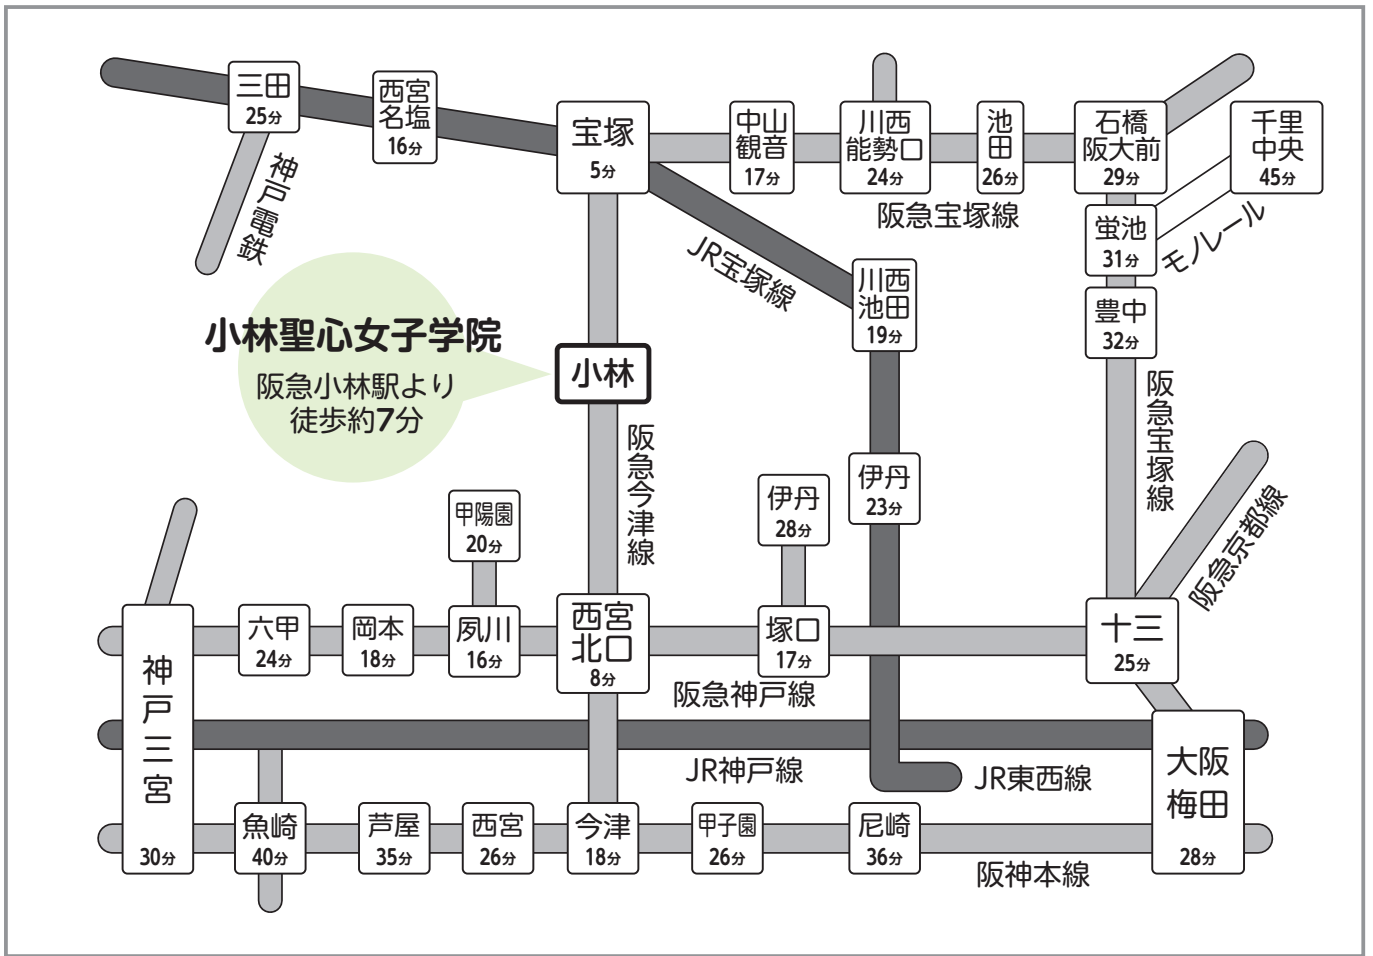 三田
25分
西宮
名塩
16分
宝塚
5分
中山
観音
17分
川西
能勢口
24分
池
田
26分
石橋
阪大前
29分
千里
中央
45分
神戸電鉄
阪急宝塚線
蛍池
31分
モノレール
JR宝塚線
川西
池田
19分
豊中
32分
小林聖心女子学院
阪急小林駅より
徒歩約7分
小林
阪急今津線
阪急宝塚線
伊丹
23分
伊丹
28分
甲陽園
20分
阪急京都線
神戸三宮
30分
六甲
24分
岡本
18分
夙川
16分
西宮
北口
8分
塚口
17分
十三
25分
阪急神戸線
JR神戸線
JR東西線
大阪
梅田
28分
魚崎
40分
芦屋
35分
西宮
26分
今津
18分
甲子園
26分
尼崎
36分
阪神本線